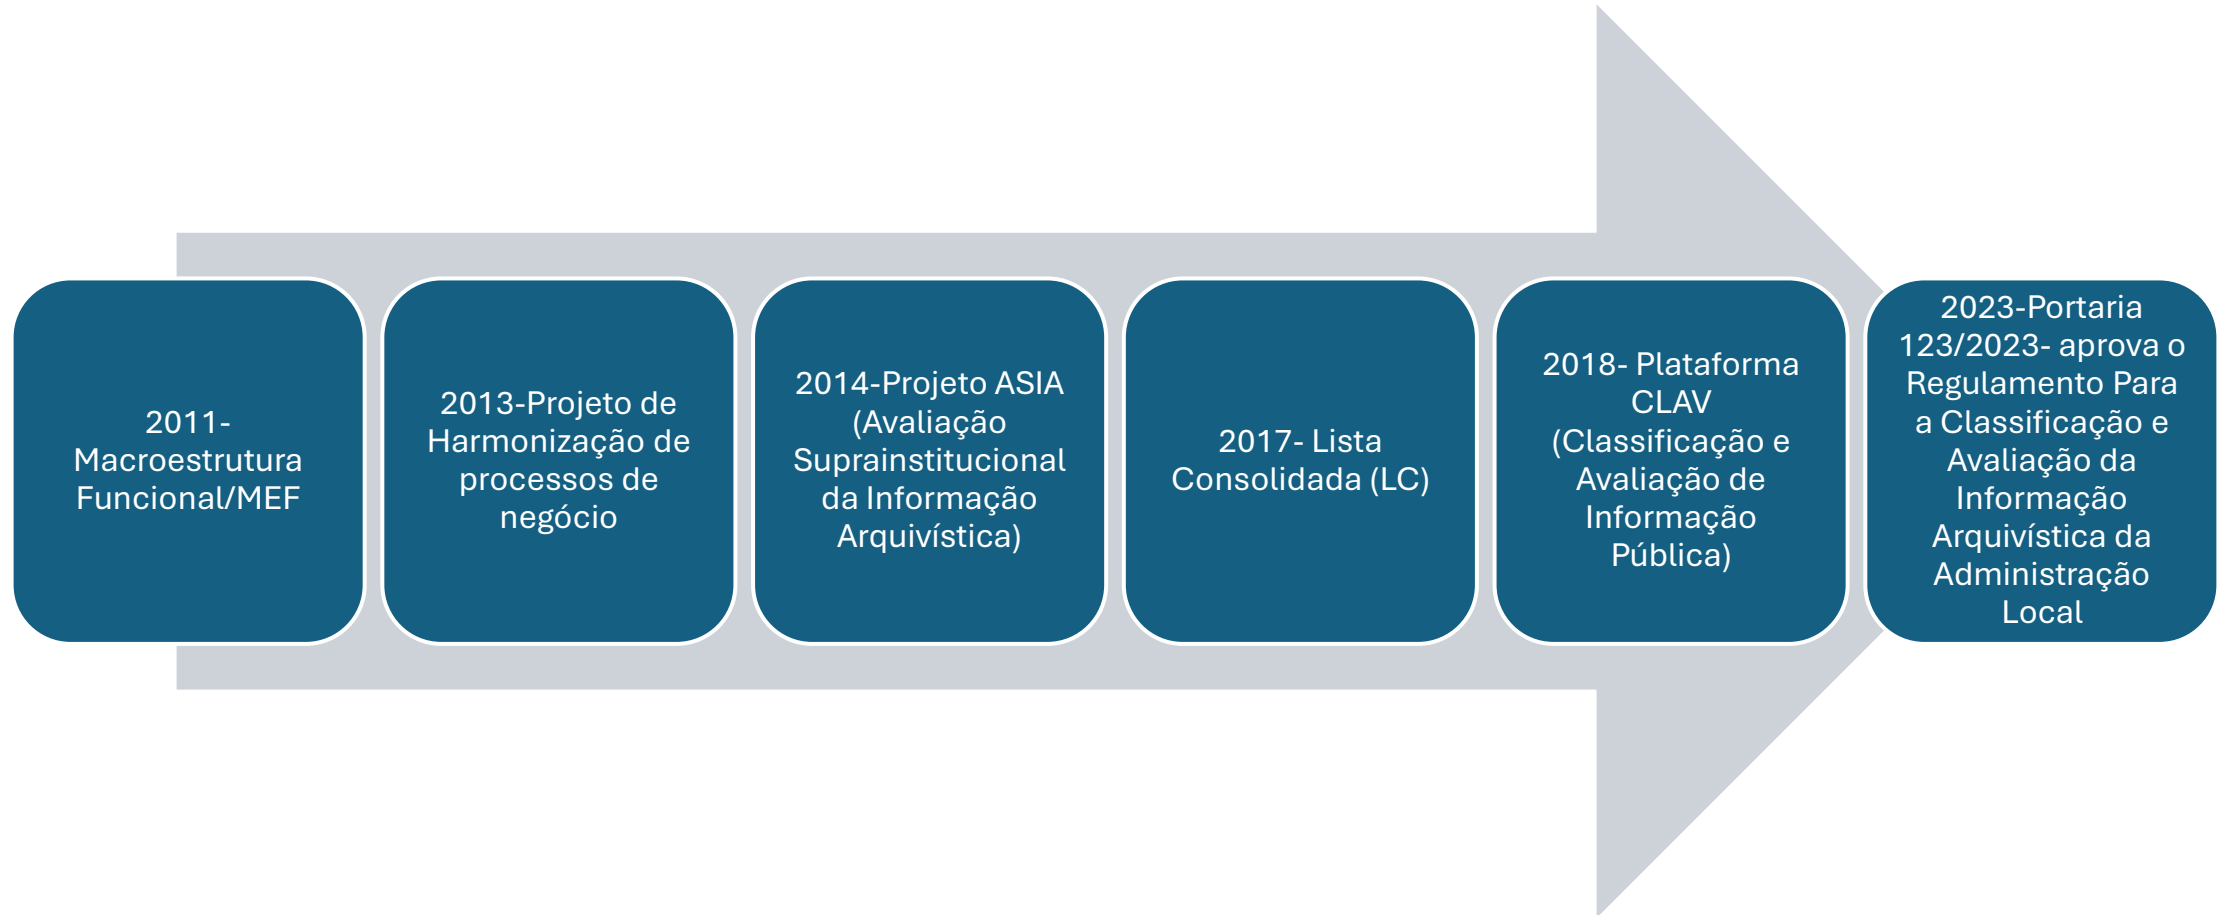 2011-
Macroestrutura
Funcional/MEF
2013-Projeto de
Harmonização de
processos de
negócio
2014-Projeto ASIA
(Avaliação
Suprainstitucional
da Informação
Arquivística)
2017- Lista
Consolidada (LC)
2018- Plataforma
CLAV
(Classificação e
Avaliação de
Informação
Pública)
2023-Portaria
123/2023- aprova o
Regulamento Para
a Classificação e
Avaliação da
Informação
Arquivística da
Administração
Local